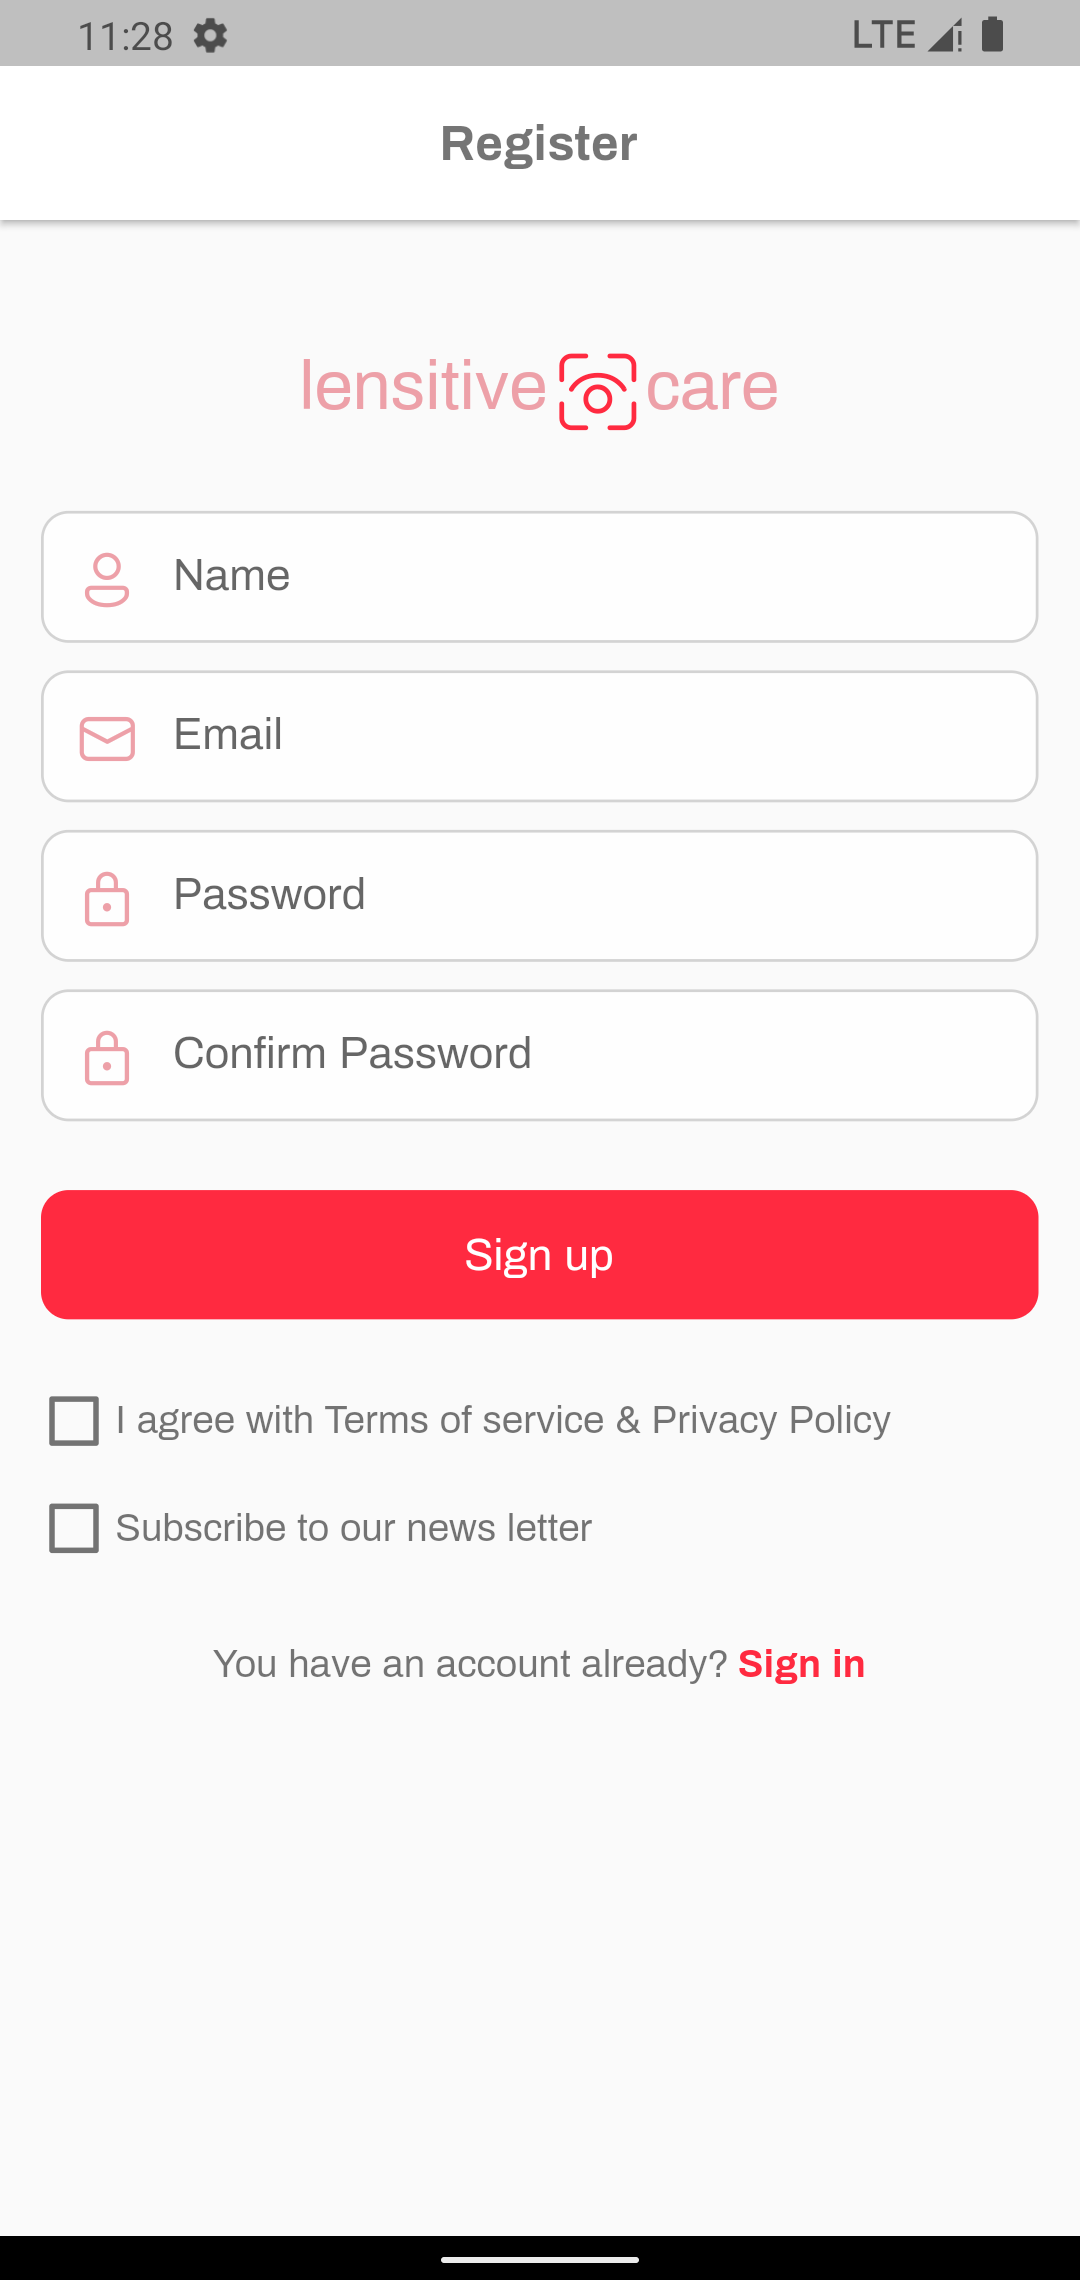 11:28 LTE
Register
lensitive care
Name
Email
Password
Confirm Password
Sign up
I agree with Terms of service & Privacy Policy
Subscribe to our news letter
You have an account already? Sign in